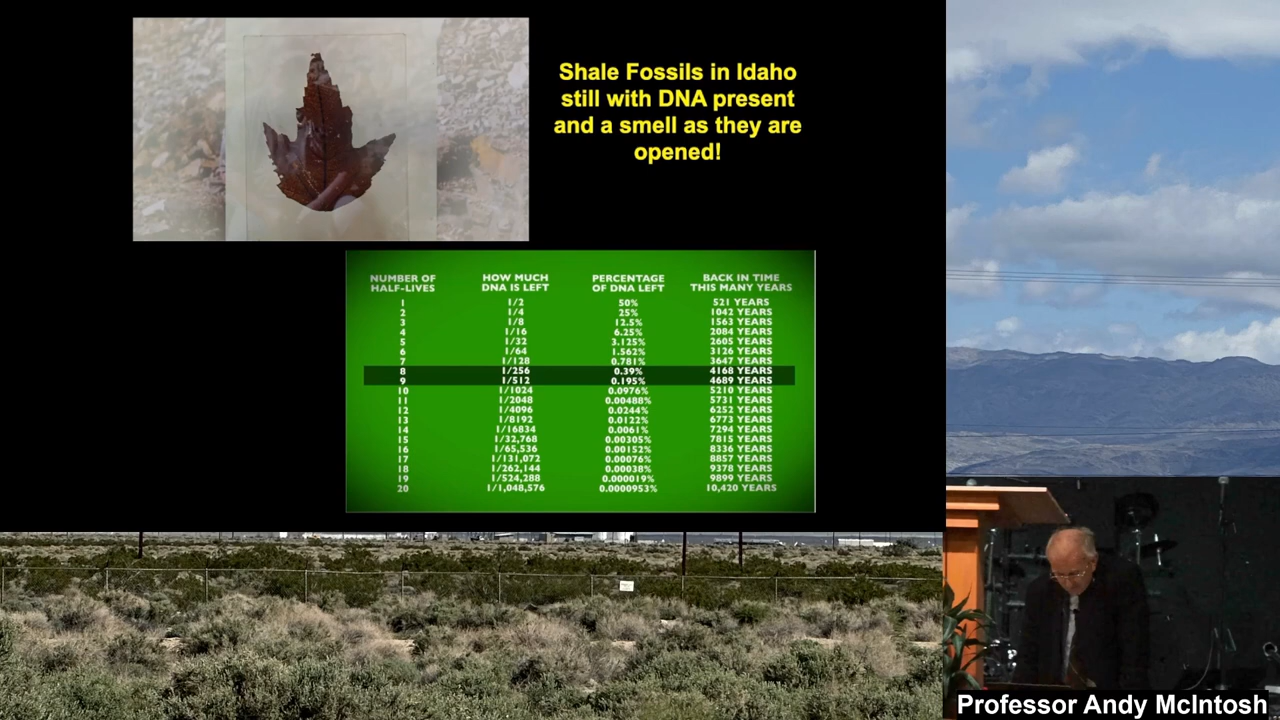 Shale Fossils in Idaho
still with DNA present
and a smell as they are
opened!
NUMBER OF HALF-LIVES HOW MUCH DNA IS LEFT PERCENTAGE OF DNA LEFT BACK IN TIME THIS MANY YEARS
1 1/2 50% 521 YEARS
2 1/4 25% 1042 YEARS
3 1/8 12.5% 1563 YEARS
4 1/16 6.25% 2084 YEARS
5 1/32 3.125% 2605 YEARS
6 1/64 1.562% 3126 YEARS
7 1/128 0.781% 3647 YEARS
8 1/256 0.39% 4168 YEARS
9 1/512 0.195% 4689 YEARS
10 1/1024 0.0976% 5210 YEARS
11 1/2048 0.00488% 5731 YEARS
12 1/4096 0.0244% 6252 YEARS
13 1/8192 0.0122% 6773 YEARS
14 1/16834 0.0061% 7294 YEARS
15 1/32,768 0.00305% 7815 YEARS
16 1/65,536 0.00152% 8336 YEARS
17 1/131,072 0.00076% 8857 YEARS
18 1/262,144 0.00038% 9378 YEARS
19 1/524,288 0.000019% 9899 YEARS
20 1/1,048,576 0.0000953% 10,420 YEARS
Professor Andy McIntosh